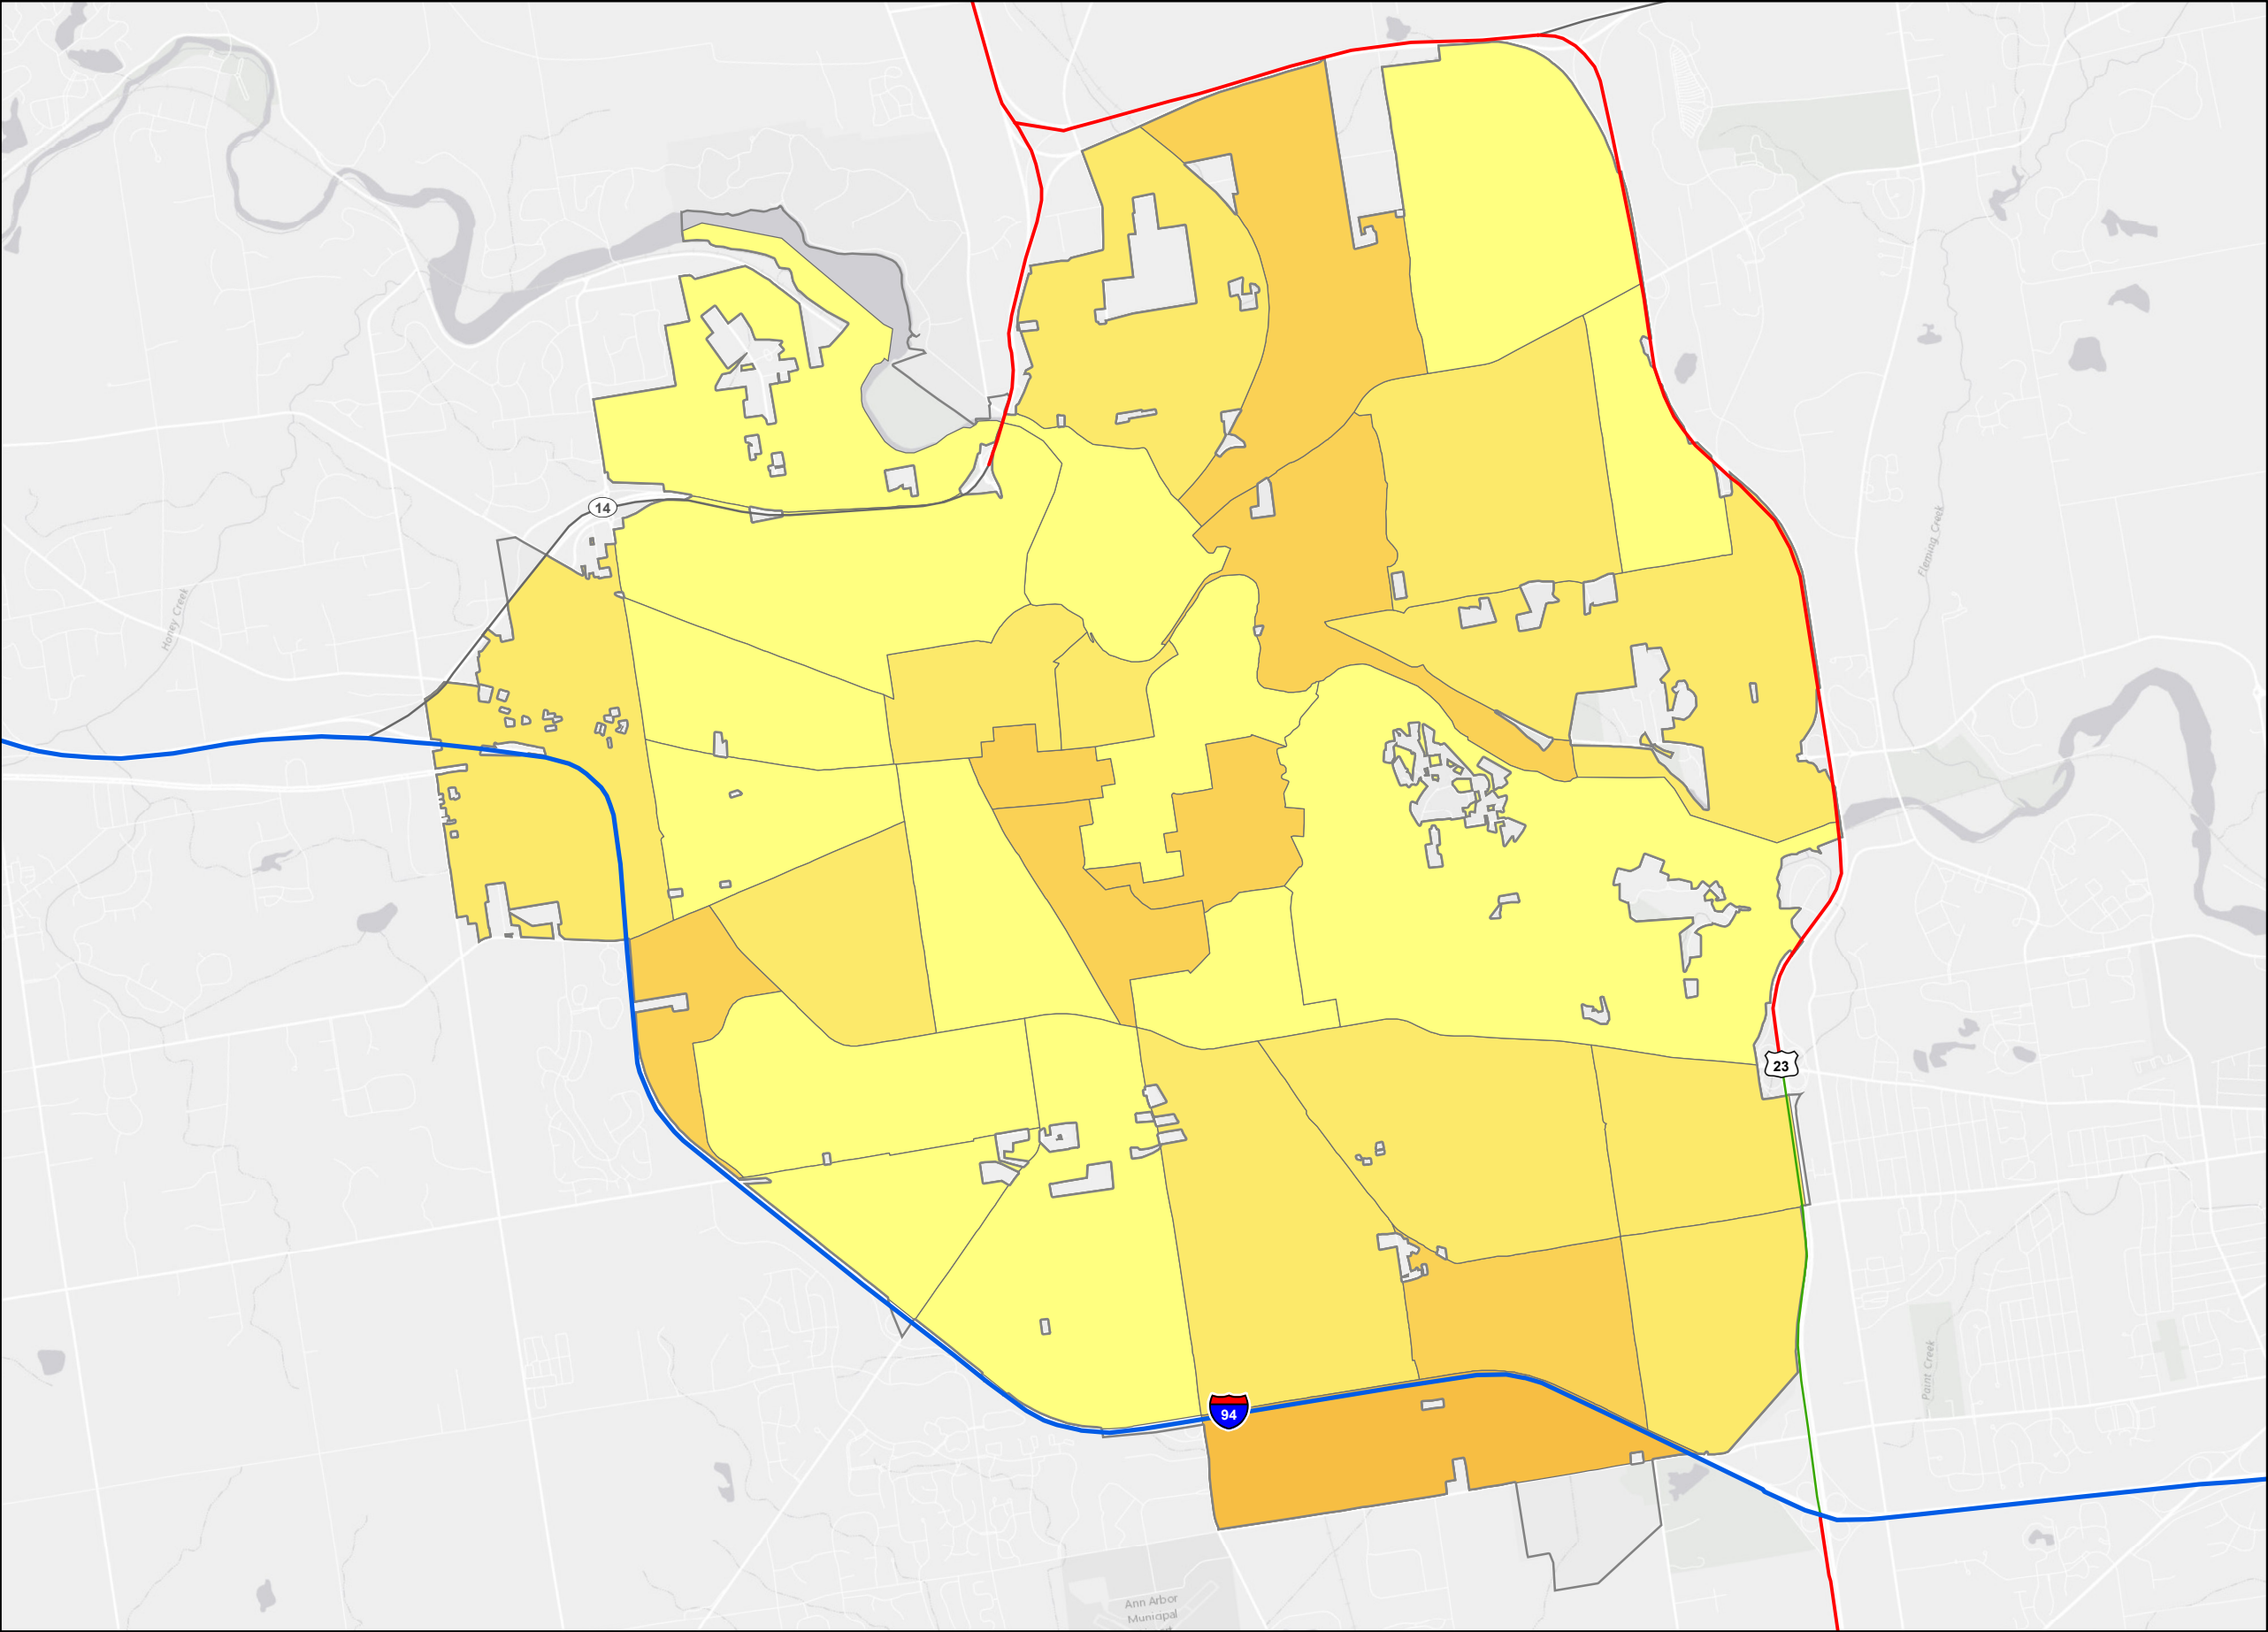 14
Honey Creek
Fleming Creek
23
Paint Creek
94
Ann Arbor
Municipal